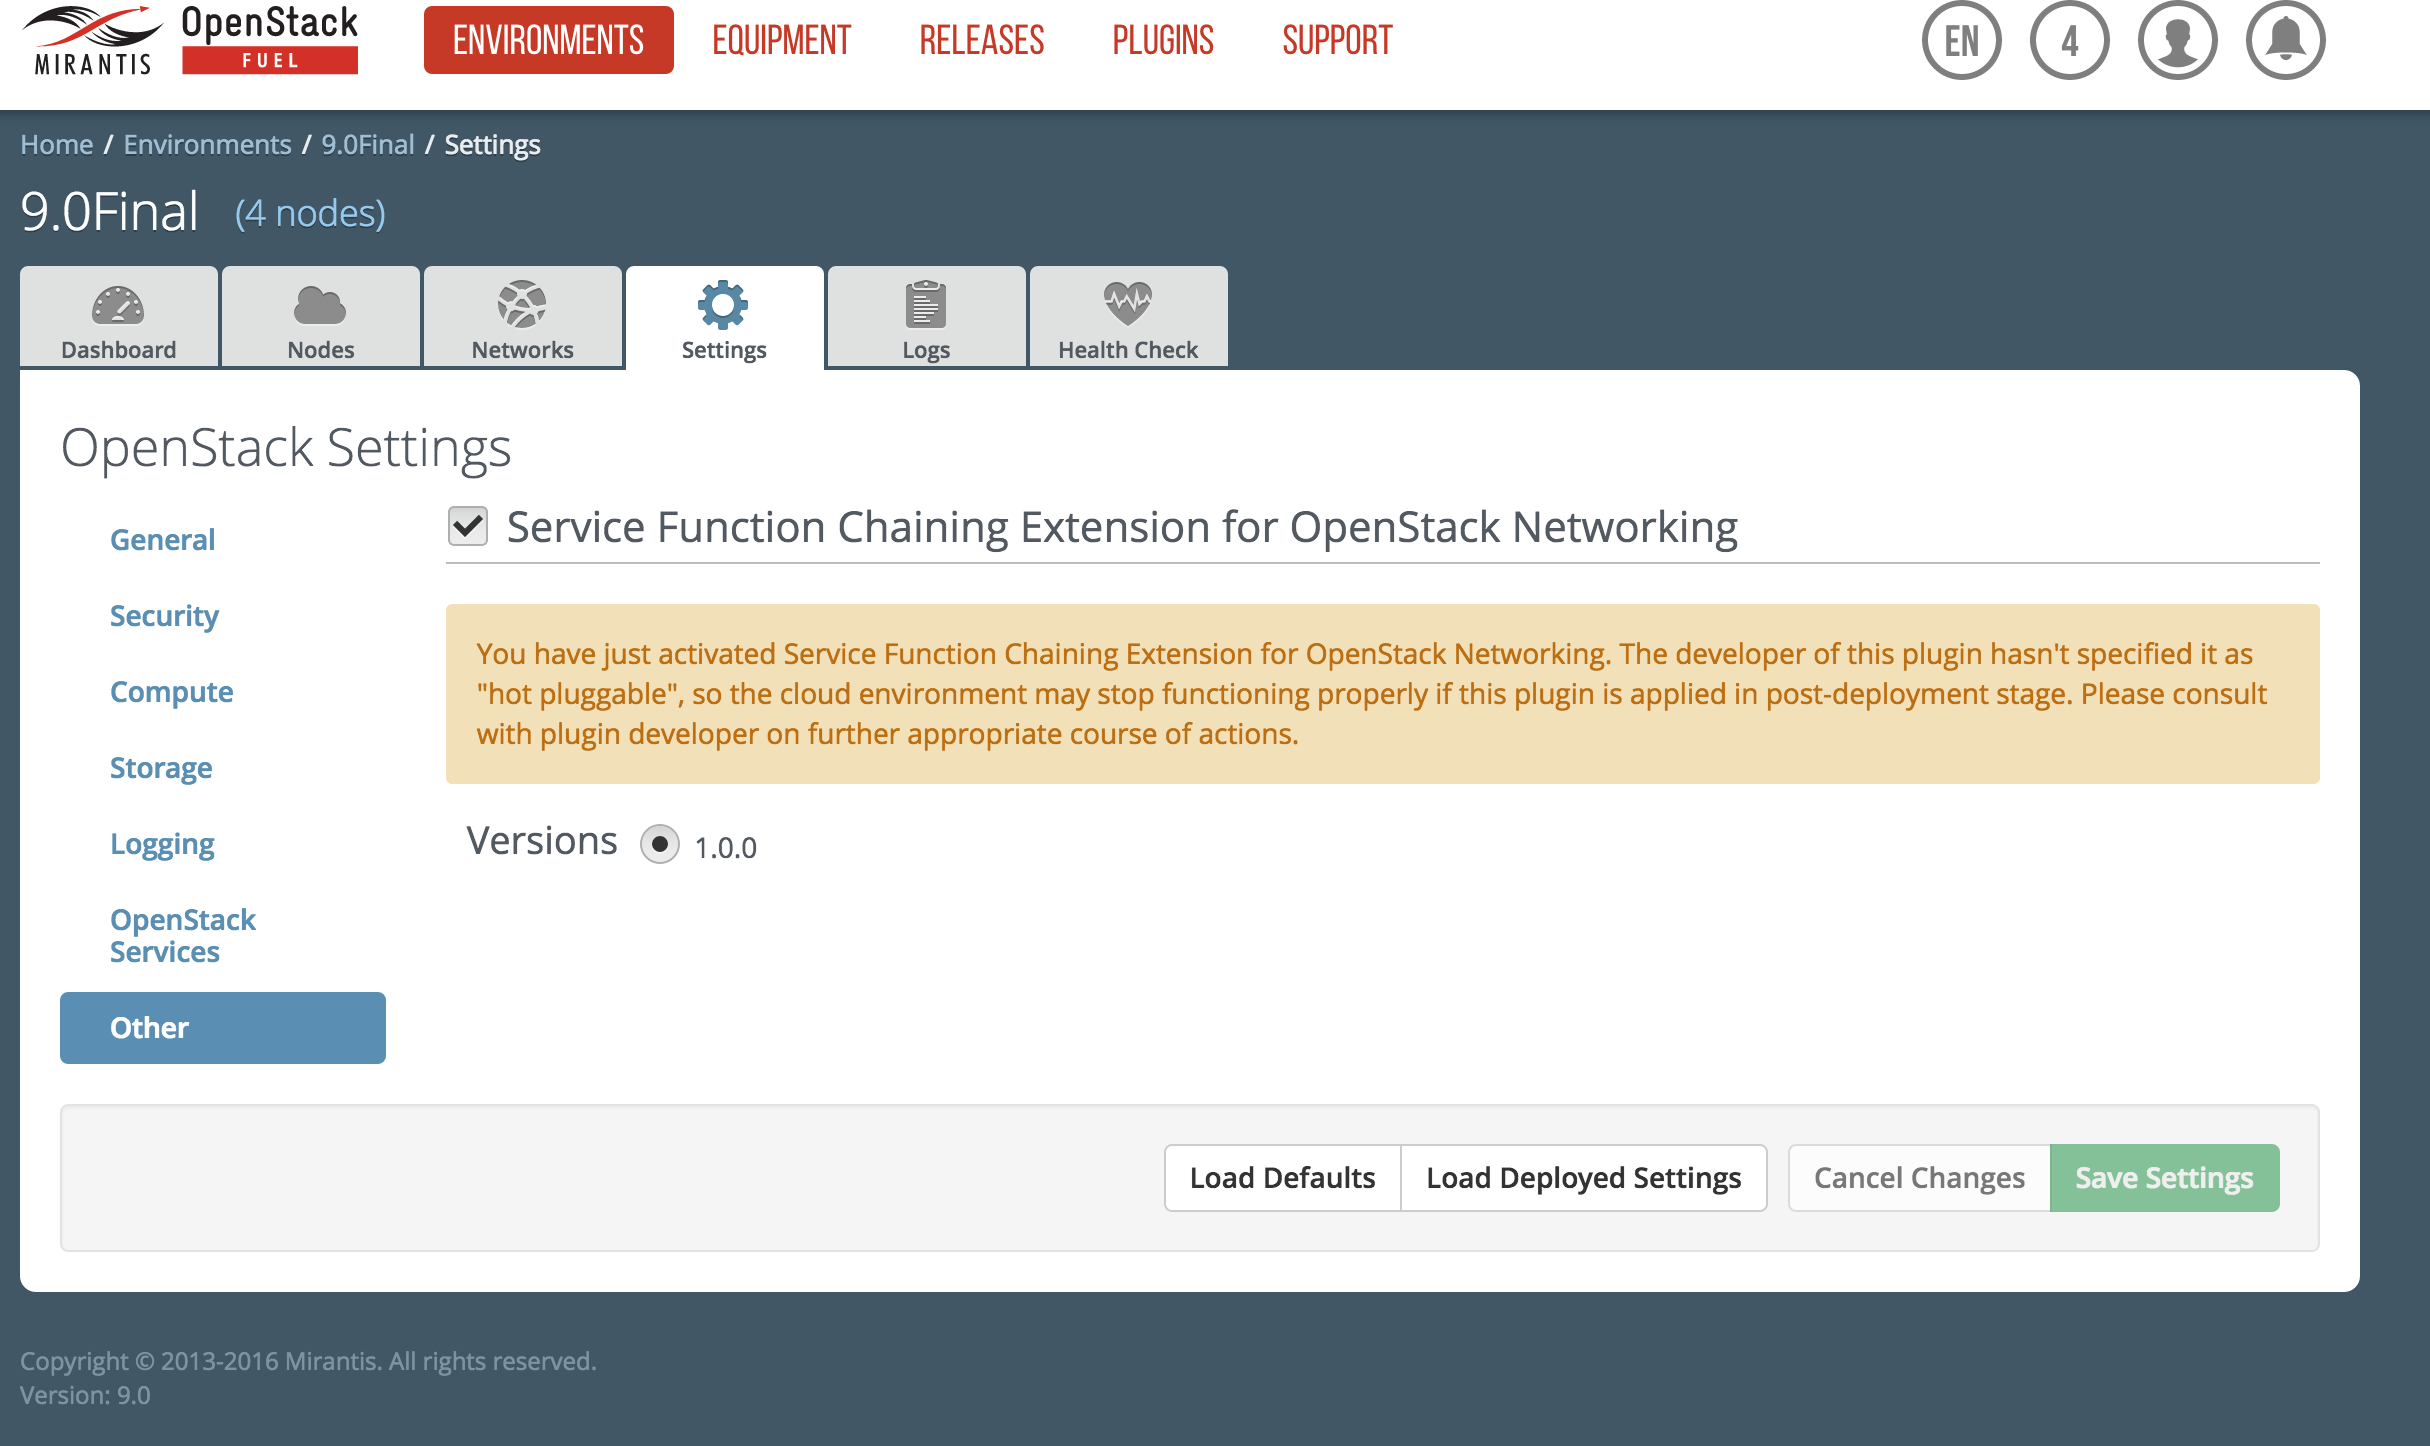 MIRANTIS
OpenStack
FUEL
ENVIRONMENTS EQUIPMENT RELEASES PLUGINS SUPPORT EN 4
Home / Environments / 9.0Final / Settings
9.0Final (4 nodes)
Dashboard Nodes Networks Settings Logs Health Check
OpenStack Settings
General
Security
Compute
Storage
Logging
OpenStack
Services
Other
Service Function Chaining Extension for OpenStack Networking
You have just activated Service Function Chaining Extension for OpenStack Networking. The developer of this plugin hasn't specified it as
"hot pluggable", so the cloud environment may stop functioning properly if this plugin is applied in post-deployment stage. Please consult
with plugin developer on further appropriate course of actions.
Versions 1.0.0
Load Defaults Load Deployed Settings Cancel Changes Save Settings
Copyright © 2013-2016 Mirantis. All rights reserved.
Version: 9.0